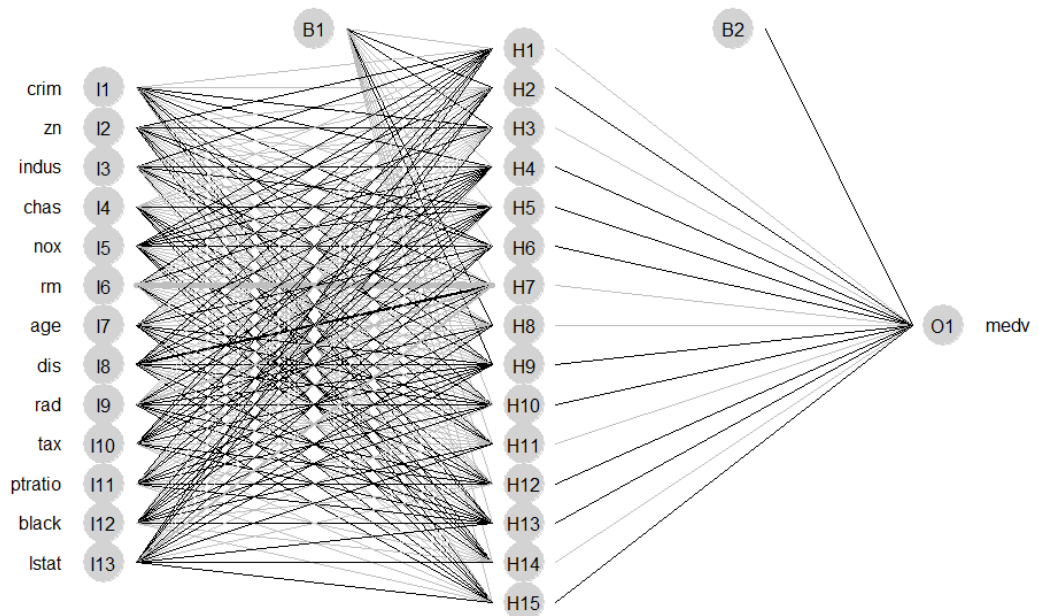 B1
B2
H1
crim I1
H2
zn I2
H3
indus I3
H4
chas I4
H5
nox I5
H6
rm I6
H7
age I7
H8
O1 medv
dis I8
H9
rad I9
H10
tax I10
H11
ptratio I11
H12
black I12
H13
lstat I13
H14
H15